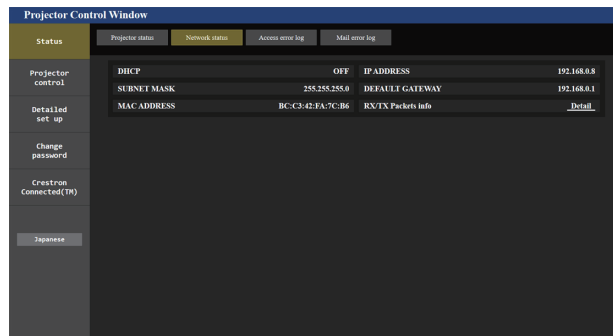 Projector Control Window
Status
Projector status
Network status
Access error log
Mail error log
DHCP OFF IP ADDRESS 192.168.0.8
SUBNET MASK 255.255.255.0 DEFAULT GATEWAY 192.168.0.1
MAC ADDRESS BC:C3:42:FA:7C:B6 RX/TX Packets info Detail
Projector
control
Detailed
set up
Change
password
Crestron
Connected(TM)
Japanese